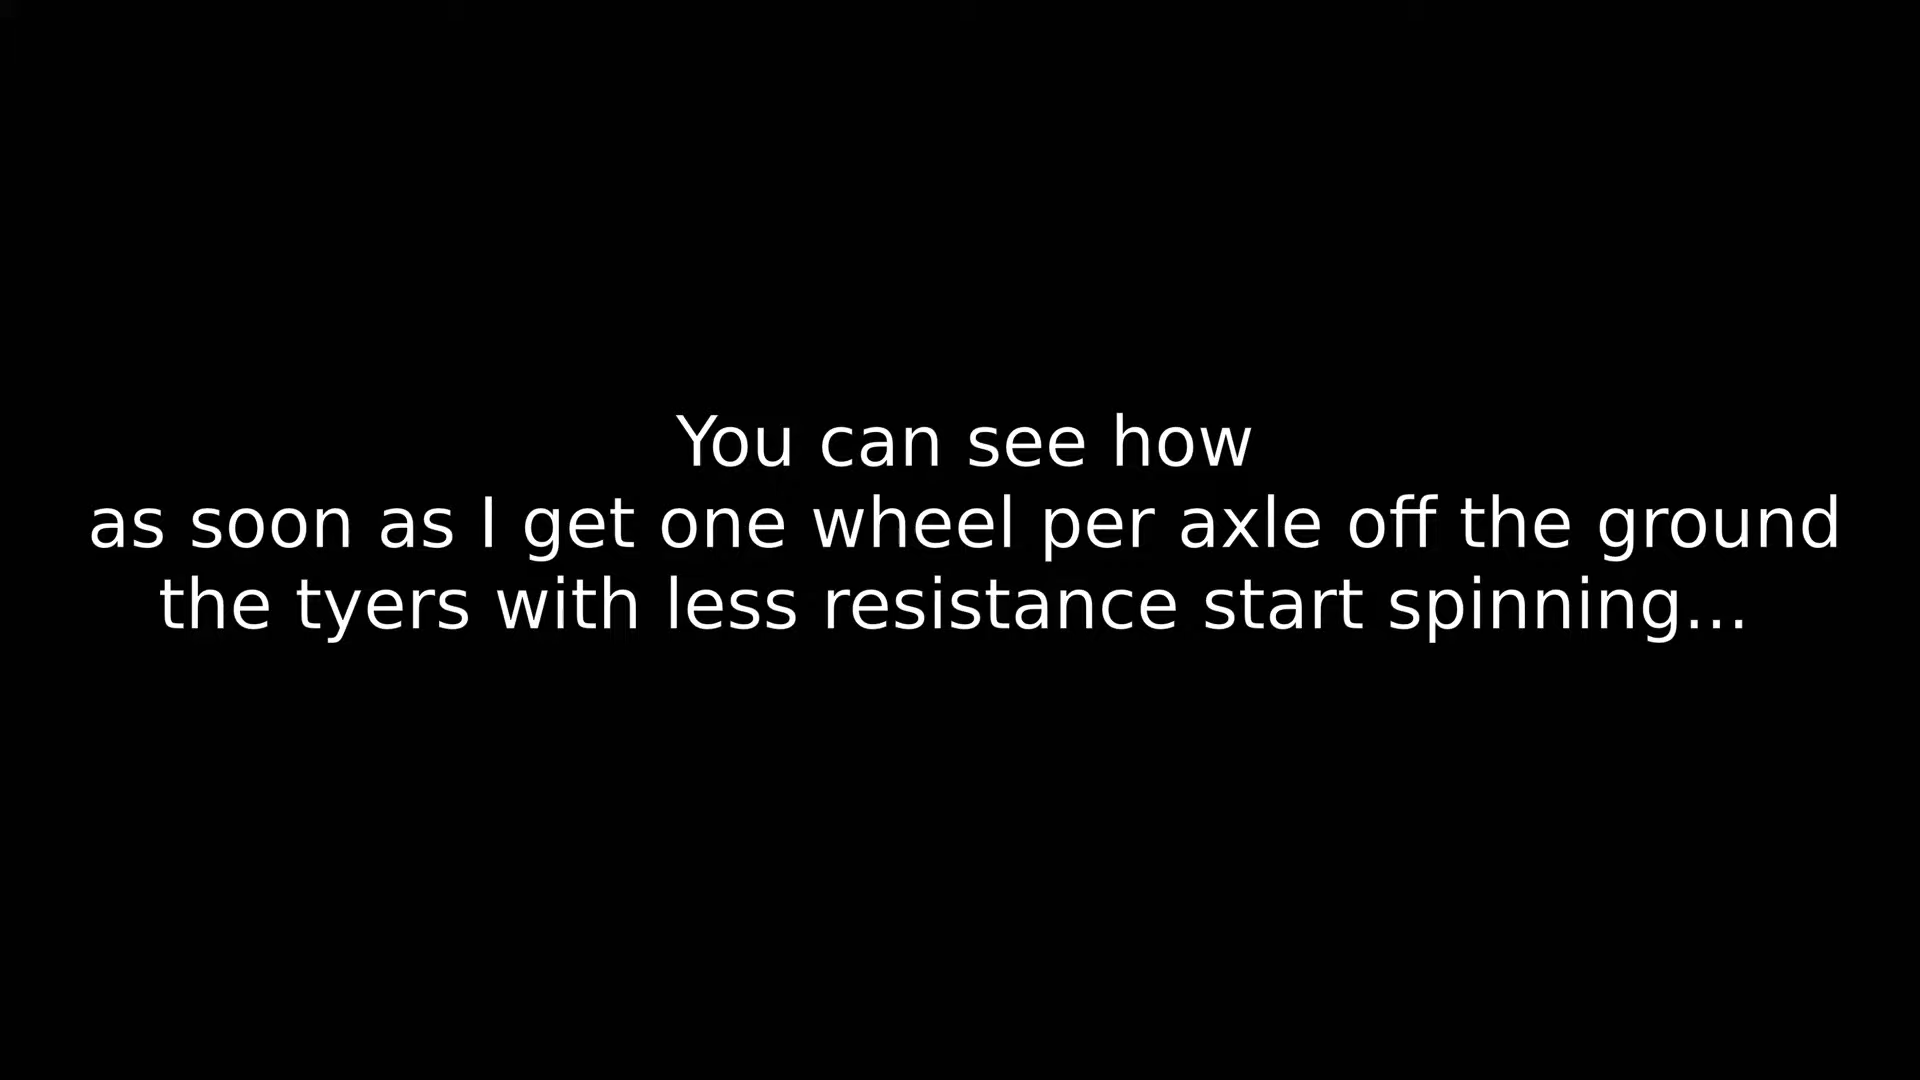 You can see how
as soon as I get one wheel per axle off the ground
the tyers with less resistance start spinning...